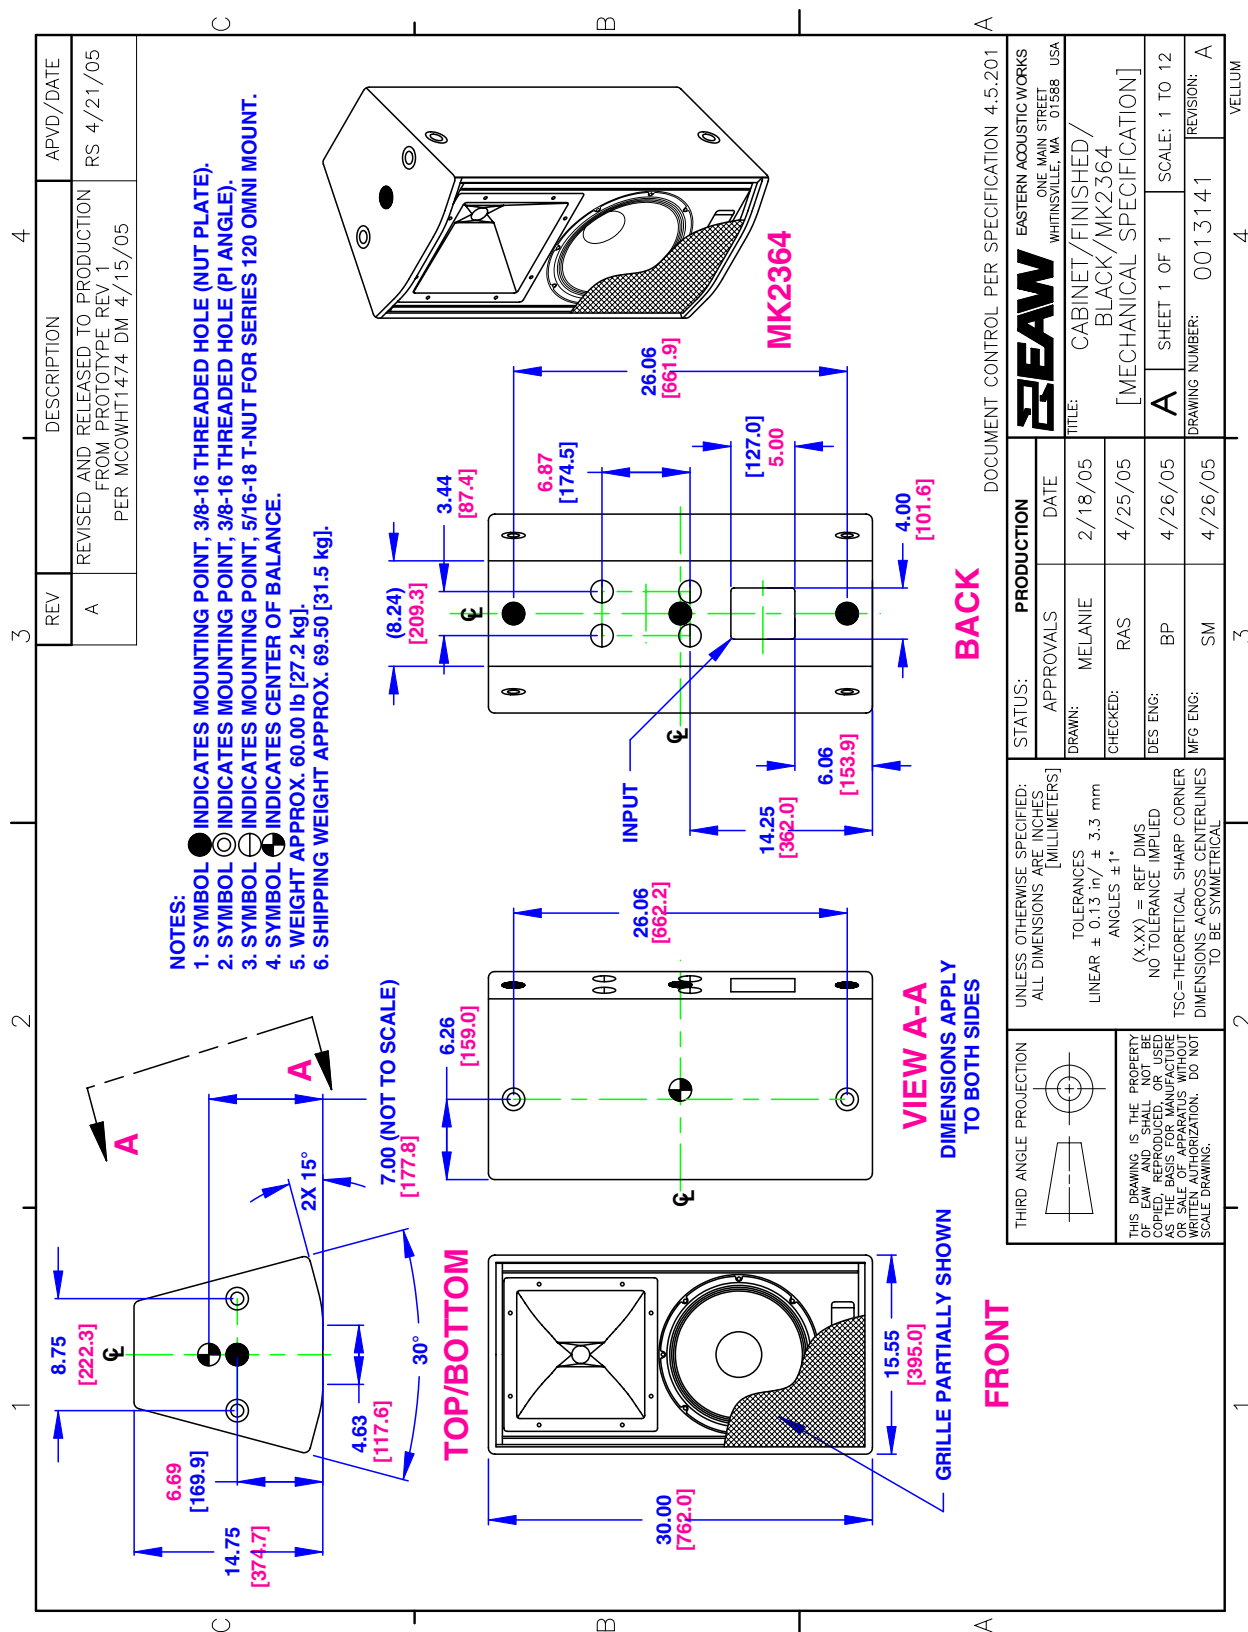 REV
DESCRIPTION
APVD/DATE
A
REVISED AND RELEASED TO PRODUCTION
FROM PROTOTYPE REV 1
PER MCOWHT1474 DM 4/15/05
RS 4/21/05
1
2
3
4
C
B
A
NOTES:
1. SYMBOL INDICATES MOUNTING POINT, 3/8-16 THREADED HOLE (NUT PLATE).
2. SYMBOL INDICATES MOUNTING POINT, 3/8-16 THREADED HOLE (PI ANGLE).
3. SYMBOL INDICATES MOUNTING POINT, 5/16-18 T-NUT FOR SERIES 120 OMNI MOUNT.
4. SYMBOL INDICATES CENTER OF BALANCE.
5. WEIGHT APPROX. 60.00 lb [27.2 kg].
6. SHIPPING WEIGHT APPROX. 69.50 [31.5 kg].
8.75
[222.3]
CL
6.69
[169.9]
14.75
[374.7]
4.63
[117.6]
30°
2X 15°
7.00 (NOT TO SCALE)
[177.8]
A
A
TOP/BOTTOM
30.00
[762.0]
15.55
[395.0]
GRILLE PARTIALLY SHOWN
FRONT
6.26
[159.0]
26.06
[662.2]
CL
VIEW A-A
DIMENSIONS APPLY
TO BOTH SIDES
(8.24)
[209.3]
3.44
[87.4]
6.87
[174.5]
26.06
[661.9]
[127.0]
5.00
4.00
[101.6]
6.06
[153.9]
14.25
[362.0]
INPUT
CL
CL
BACK
MK2364
DOCUMENT CONTROL PER SPECIFICATION 4.5.201
THIRD ANGLE PROJECTION
THIS DRAWING IS THE PROPERTY
OF EAW AND SHALL NOT BE
COPIED, REPRODUCED, OR USED
AS THE BASIS FOR MANUFACTURE
OR SALE OF APPARATUS WITHOUT
WRITTEN AUTHORIZATION. DO NOT
SCALE DRAWING.
UNLESS OTHERWISE SPECIFIED:
ALL DIMENSIONS ARE INCHES
[MILLIMETERS]
TOLERANCES
LINEAR ± 0.13 in/ ± 3.3 mm
ANGLES ±1°
(X.XX) = REF DIMS
NO TOLERANCE IMPLIED
TSC=THEORETICAL SHARP CORNER
DIMENSIONS ACROSS CENTERLINES
TO BE SYMMETRICAL
STATUS: PRODUCTION
APPROVALS DATE
DRAWN: MELANIE 2/18/05
CHECKED: RAS 4/25/05
DES ENG: BP 4/26/05
MFG ENG: SM 4/26/05
EAW
EASTERN ACOUSTIC WORKS
ONE MAIN STREET
WHITINSVILLE, MA 01588 USA
TITLE:
CABINET/FINISHED/
BLACK/MK2364
[MECHANICAL SPECIFICATION]
A
SHEET 1 OF 1
SCALE: 1 TO 12
DRAWING NUMBER: 0013141
REVISION: A
VELLUM
1
2
3
4
C
B
A